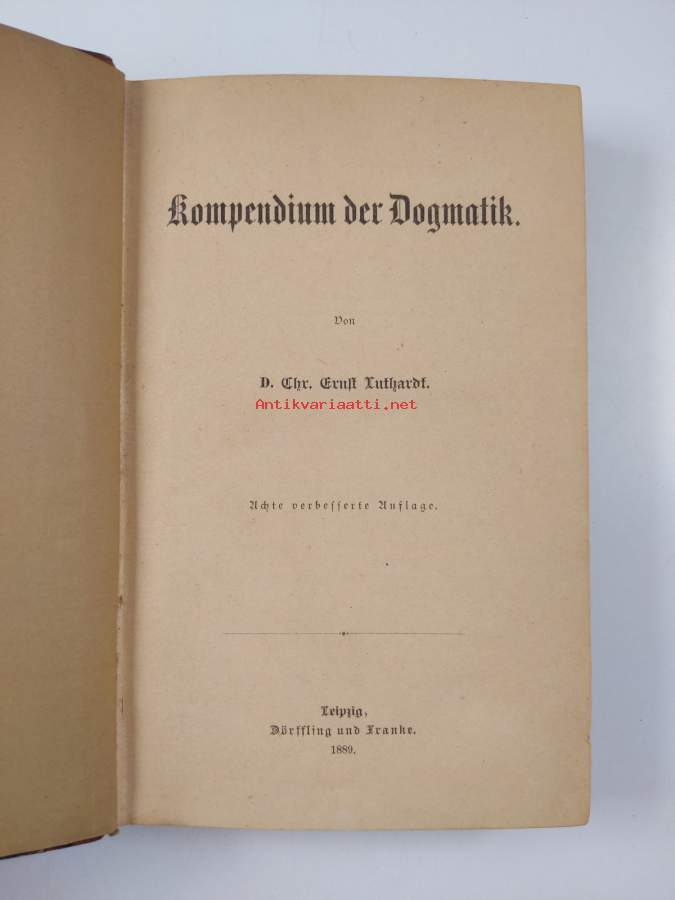 Kompendium der Dogmatik.
Von
D. Chr. Ernst Luthardt.
Antikvariaatti.net
Achte verbesserte Auflage.
Leipzig,
Dörffling und Franke.
1889.